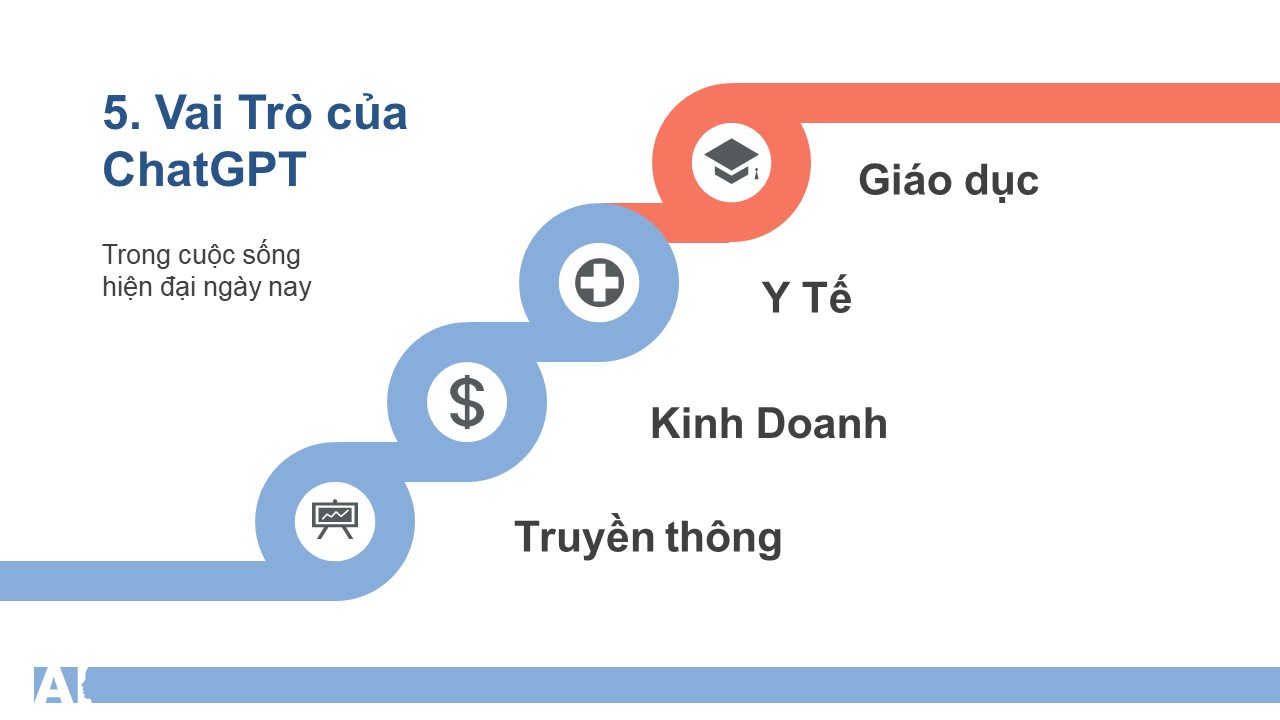 5. Vai Trò của
ChatGPT
Trong cuộc sống
hiện đại ngày nay
Giáo dục
Y Tế
$
Kinh Doanh
Truyền thông
AI